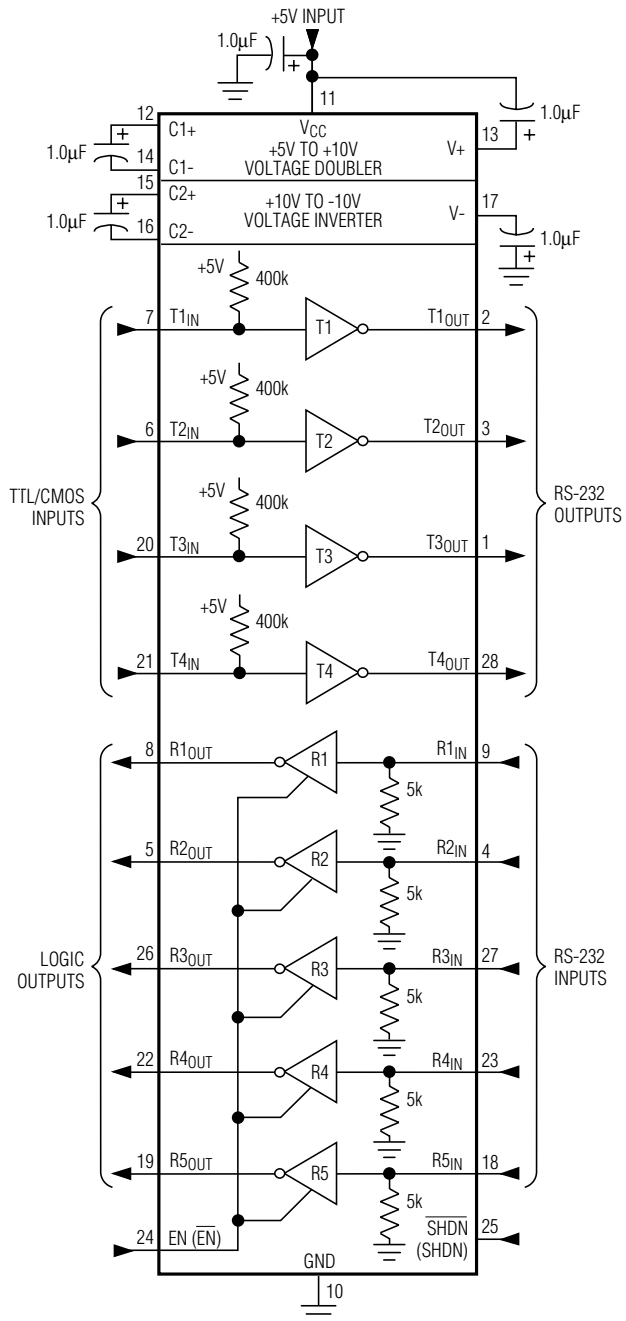 +5V INPUT
1.0µF
+
11
12
C1+
VCC
1.0µF
+
13
V+
1.0µF
+
+5V TO +10V
VOLTAGE DOUBLER
14
C1-
15
C2+
1.0µF
+
+10V TO -10V
VOLTAGE INVERTER
16
C2-
17
V-
1.0µF
+
+5V
400k
7
T1IN
T1
T1OUT
2
+5V
400k
6
T2IN
T2
T2OUT
3
TTL/CMOS
INPUTS
RS-232
OUTPUTS
+5V
400k
20
T3IN
T3
T3OUT
1
+5V
400k
21
T4IN
T4
T4OUT
28
8
R1OUT
R1
R1IN
9
5k
5
R2OUT
R2
R2IN
4
5k
LOGIC
OUTPUTS
RS-232
INPUTS
26
R3OUT
R3
R3IN
27
5k
22
R4OUT
R4
R4IN
23
5k
19
R5OUT
R5
R5IN
18
5k
24
EN (E̅N̅)
S̅H̅D̅N̅
(SHDN)
25
GND
10